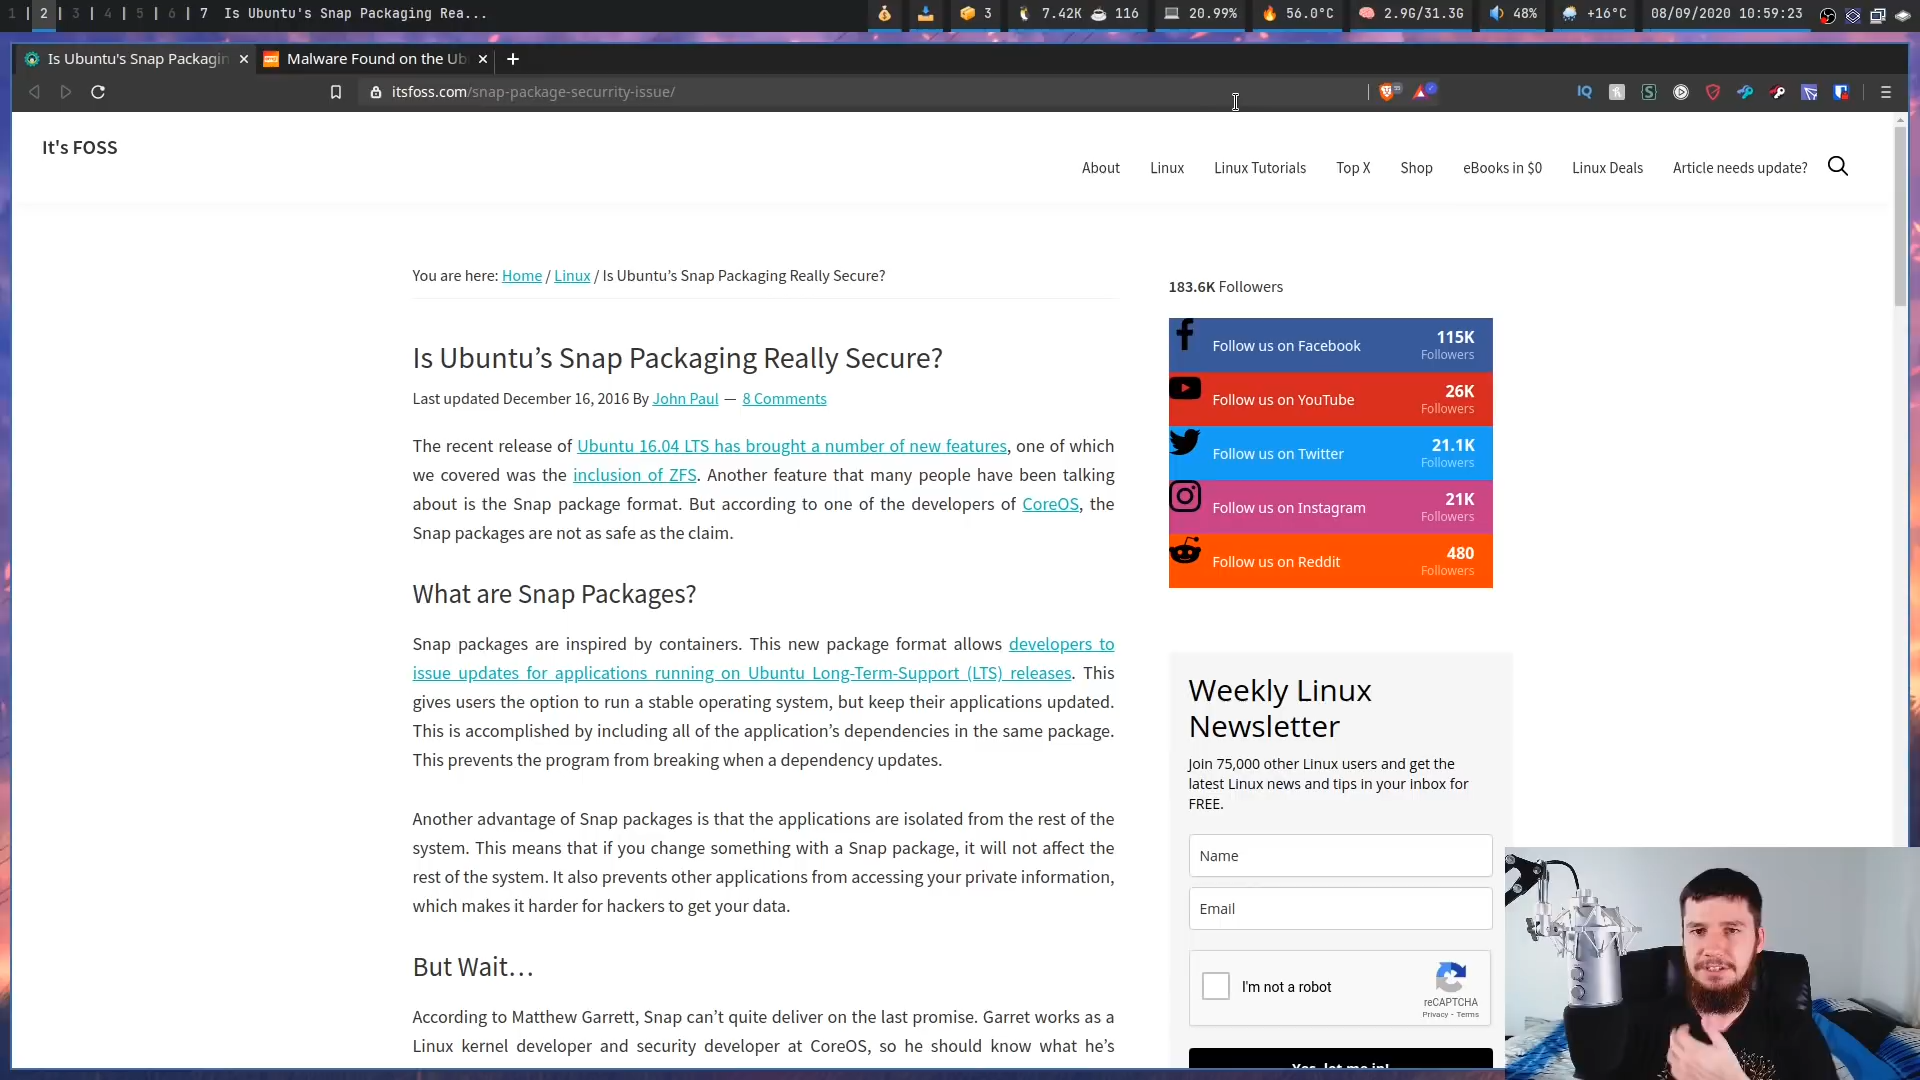 1 | 2 | 3 | 4 | 5 | 6 | 7 Is Ubuntu's Snap Packaging Rea...
3 7.42K 116 20.99% 56.0°C 2.9G/31.3G 48% +16°C 08/09/2020 10:59:23
Is Ubuntu's Snap Packagin
Malware Found on the Ub
itsfoss.com/snap-package-securrity-issue/
It's FOSS
About Linux Linux Tutorials Top X Shop eBooks in $0 Linux Deals Article needs update?
You are here: Home / Linux / Is Ubuntu’s Snap Packaging Really Secure?
Is Ubuntu’s Snap Packaging Really Secure?
Last updated December 16, 2016 By John Paul — 8 Comments
The recent release of Ubuntu 16.04 LTS has brought a number of new features, one of which
we covered was the inclusion of ZFS. Another feature that many people have been talking
about is the Snap package format. But according to one of the developers of CoreOS, the
Snap packages are not as safe as the claim.
What are Snap Packages?
Snap packages are inspired by containers. This new package format allows developers to
issue updates for applications running on Ubuntu Long-Term-Support (LTS) releases. This
gives users the option to run a stable operating system, but keep their applications updated.
This is accomplished by including all of the application’s dependencies in the same package.
This prevents the program from breaking when a dependency updates.
Another advantage of Snap packages is that the applications are isolated from the rest of the
system. This means that if you change something with a Snap package, it will not affect the
rest of the system. It also prevents other applications from accessing your private information,
which makes it harder for hackers to get your data.
But Wait…
According to Matthew Garrett, Snap can’t quite deliver on the last promise. Garret works as a
Linux kernel developer and security developer at CoreOS, so he should know what he’s
183.6K Followers
Follow us on Facebook 115K
Followers
Follow us on YouTube 26K
Followers
Follow us on Twitter 21.1K
Followers
Follow us on Instagram 21K
Followers
Follow us on Reddit 480
Followers
Weekly Linux
Newsletter
Join 75,000 other Linux users and get the
latest Linux news and tips in your inbox for
FREE.
Name
Email
I'm not a robot
reCAPTCHA
Privacy - Terms
Yes, let me in!